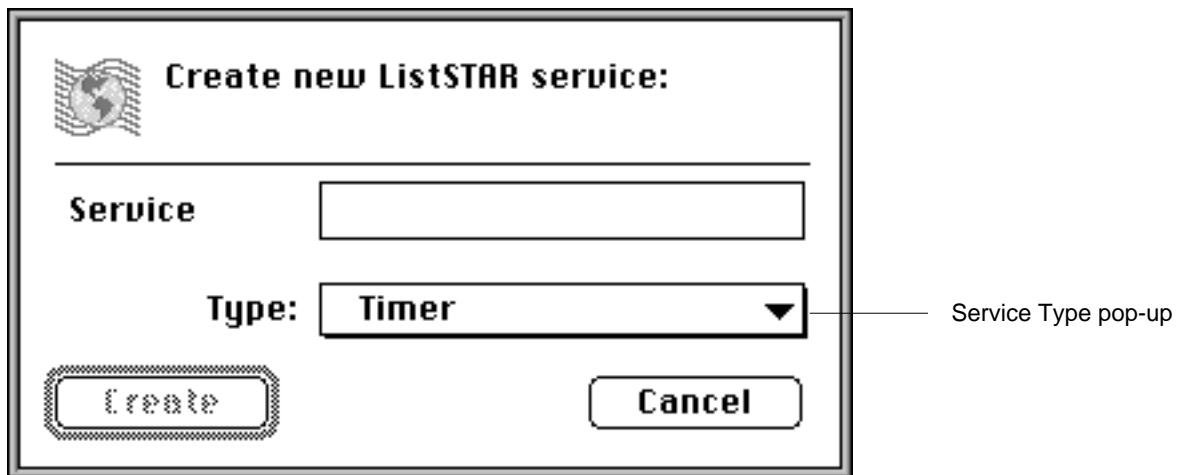 Create new ListSTAR service:
Service
Type: Timer
Service Type pop-up
Create Cancel